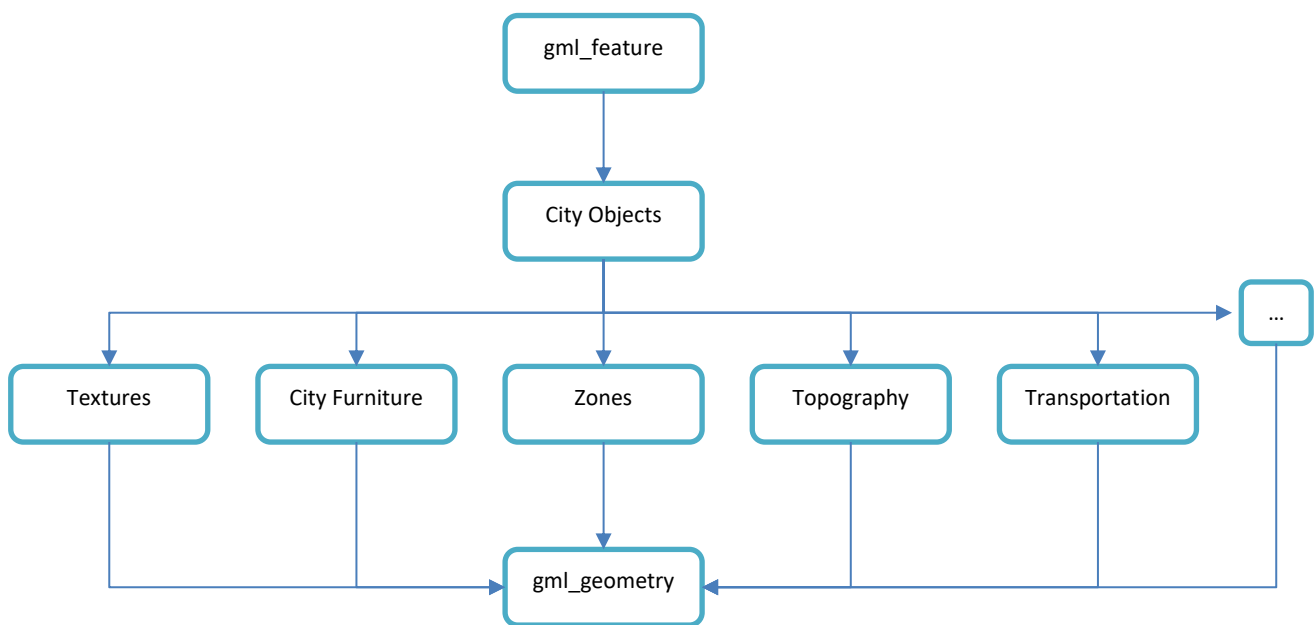 gml_feature
City Objects
...
Textures
City Furniture
Zones
Topography
Transportation
gml_geometry